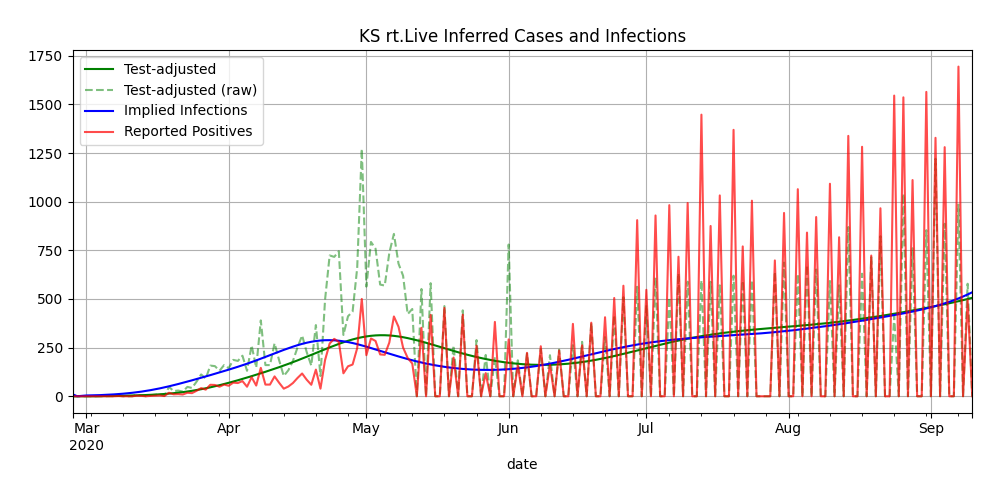 KS rt.Live Inferred Cases and Infections
Test-adjusted
Test-adjusted (raw)
Implied Infections
Reported Positives
1750
1500
1250
1000
750
500
250
0
Mar Apr May Jun Jul Aug Sep
2020
date